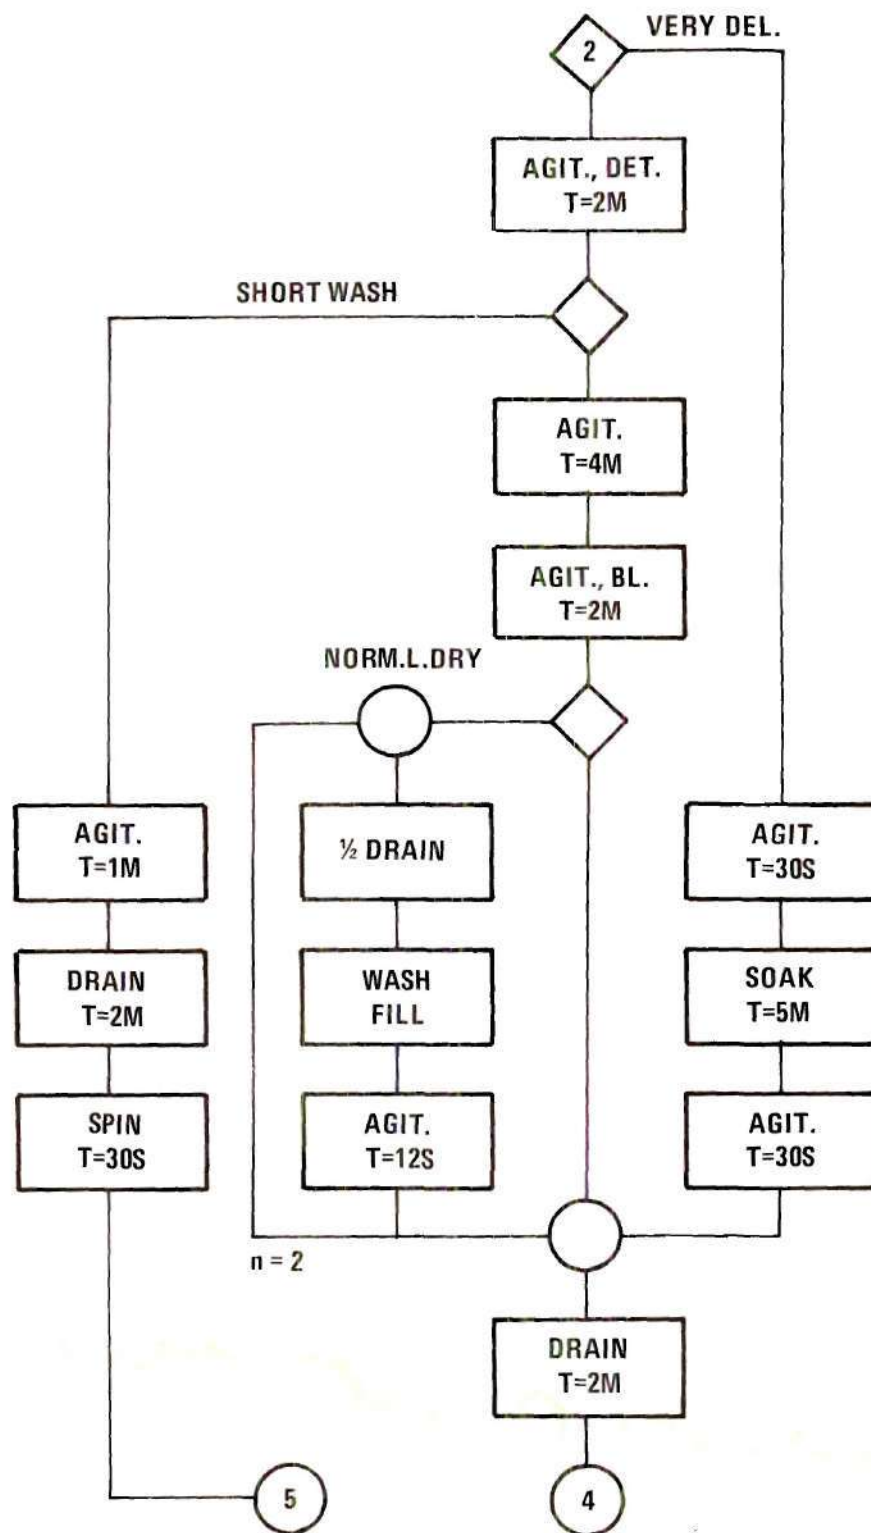 VERY DEL.
2
AGIT., DET.
T=2M
SHORT WASH
AGIT.
T=4M
AGIT., BL.
T=2M
NORM.L.DRY
AGIT.
T=1M
½ DRAIN
AGIT.
T=30S
DRAIN
T=2M
WASH
FILL
SOAK
T=5M
SPIN
T=30S
AGIT.
T=12S
AGIT.
T=30S
n = 2
DRAIN
T=2M
5
4